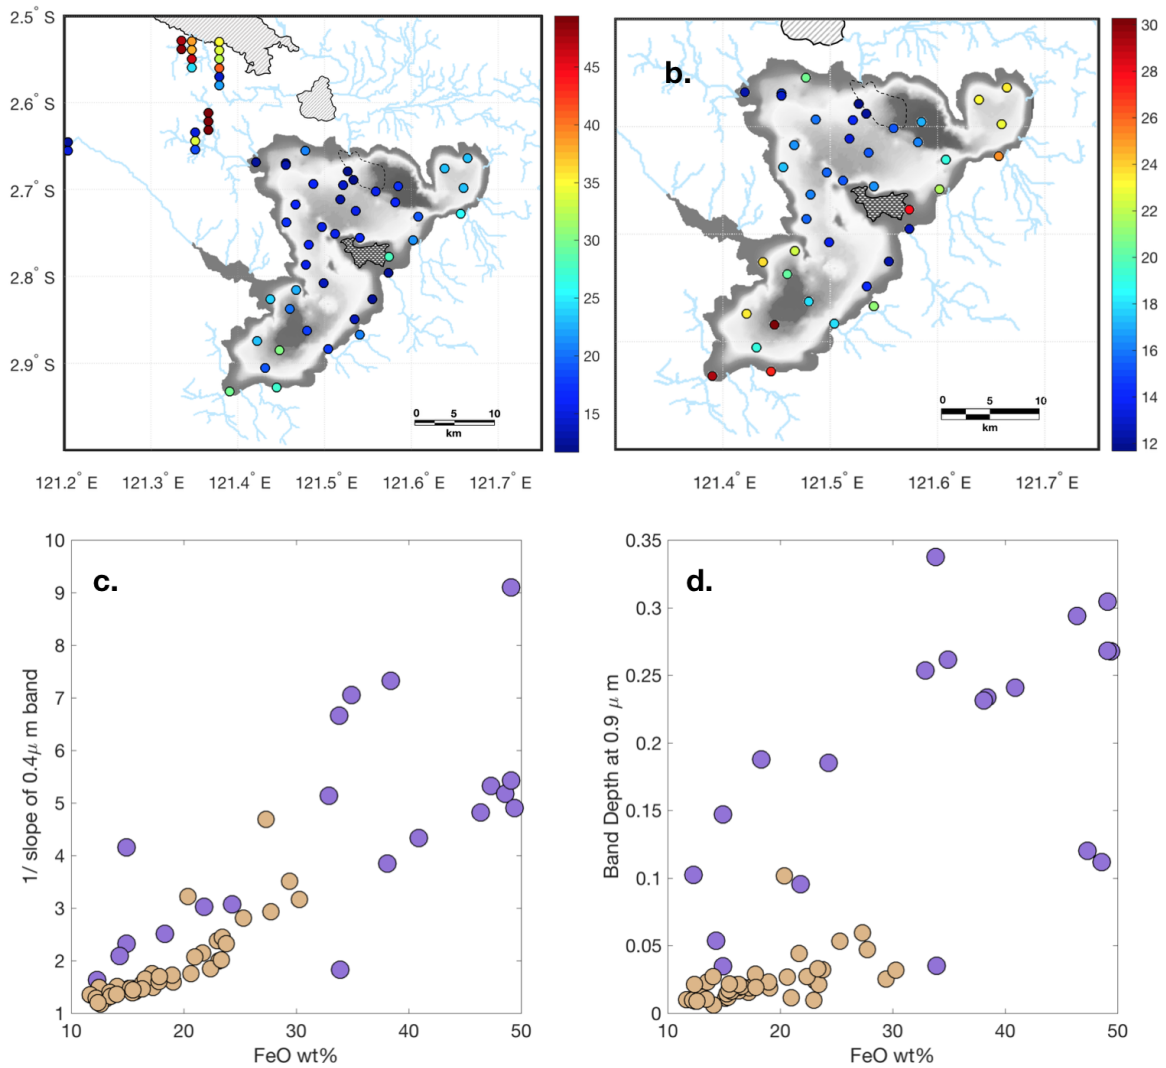 2.5° S
2.6° S
2.7° S
2.8° S
2.9° S
121.2° E 121.3° E 121.4° E 121.5° E 121.6° E 121.7° E
0 5 10
km
45
40
35
30
25
20
15
b.
121.4° E 121.5° E 121.6° E 121.7° E
0 5 10
km
30
28
26
24
22
20
18
16
14
12
c.
1/ slope of 0.4μ m band
10
9
8
7
6
5
4
3
2
1
10 20 30 40 50
FeO wt%
d.
Band Depth at 0.9 μ m
0.35
0.3
0.25
0.2
0.15
0.1
0.05
0
10 20 30 40 50
FeO wt%